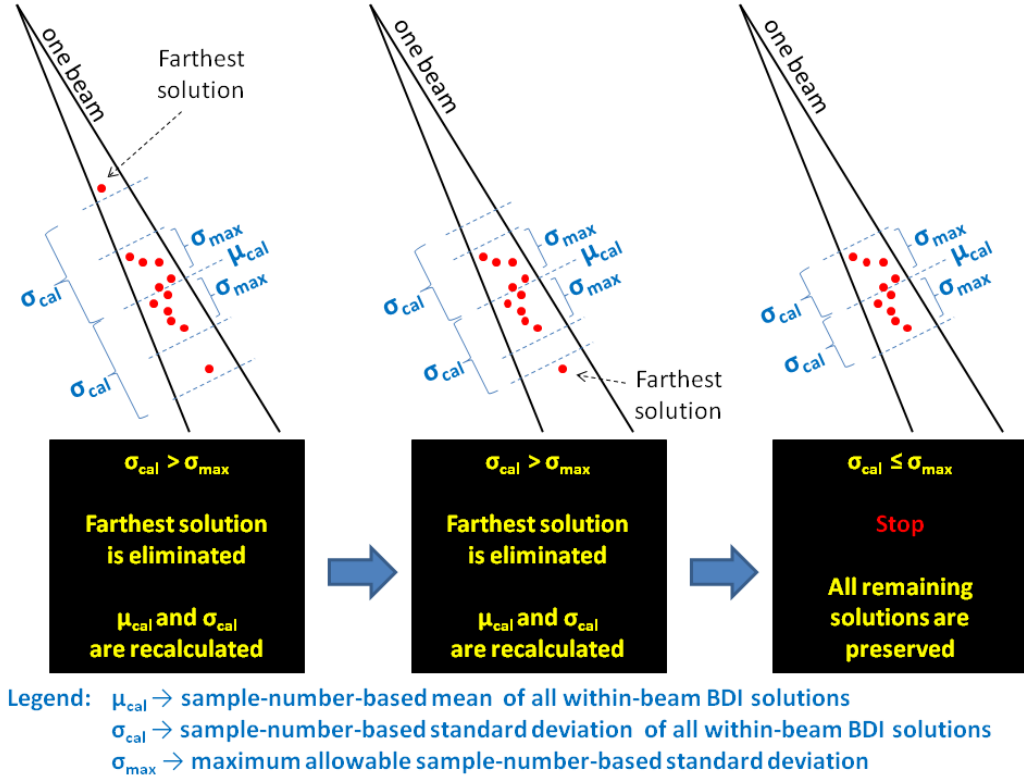 one beam
Farthest
solution
σmax
μcal
σmax
σcal
σcal
one beam
σmax
μcal
σmax
σcal
σcal
Farthest
solution
one beam
σmax
μcal
σmax
σcal
σcal
σcal > σmax
Farthest solution
is eliminated
μcal and σcal
are recalculated
σcal > σmax
Farthest solution
is eliminated
μcal and σcal
are recalculated
σcal ≤ σmax
Stop
All remaining
solutions are
preserved
Legend: μcal → sample-number-based mean of all within-beam BDI solutions
σcal → sample-number-based standard deviation of all within-beam BDI solutions
σmax → maximum allowable sample-number-based standard deviation